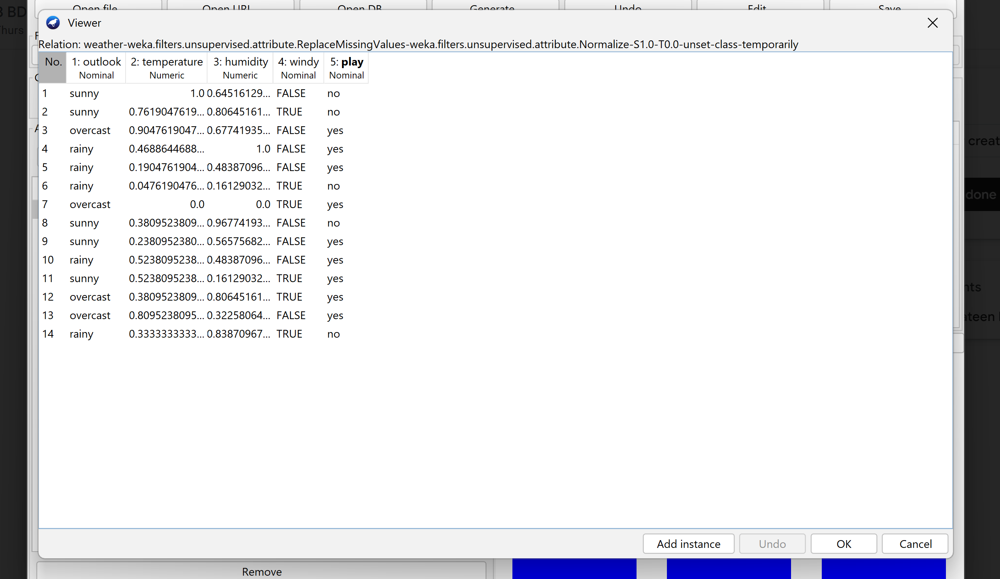 BD
Open file
Open URL
Open DB
Generate
Undo
Edit
Save
Viewer
Relation: weather-weka.filters.unsupervised.attribute.ReplaceMissingValues-weka.filters.unsupervised.attribute.Normalize-S1.0-T0.0-unset-class-temporarily
No. 1: outlook 2: temperature 3: humidity 4: windy 5: play
Nominal Numeric Numeric Nominal Nominal
1 sunny 1.0 0.64516129... FALSE no
2 sunny 0.7619047619... 0.80645161... TRUE no
3 overcast 0.9047619047... 0.67741935... FALSE yes
4 rainy 0.4688644688... 1.0 FALSE yes
5 rainy 0.1904761904... 0.48387096... FALSE yes
6 rainy 0.0476190476... 0.16129032... TRUE no
7 overcast 0.0 0.0 TRUE yes
8 sunny 0.3809523809... 0.96774193... FALSE no
9 sunny 0.2380952380... 0.56575682... FALSE yes
10 rainy 0.5238095238... 0.48387096... FALSE yes
11 sunny 0.5238095238... 0.16129032... TRUE yes
12 overcast 0.3809523809... 0.80645161... TRUE yes
13 overcast 0.8095238095... 0.32258064... FALSE yes
14 rainy 0.3333333333... 0.83870967... TRUE no
done
Add instance
Undo
OK
Cancel
Remove